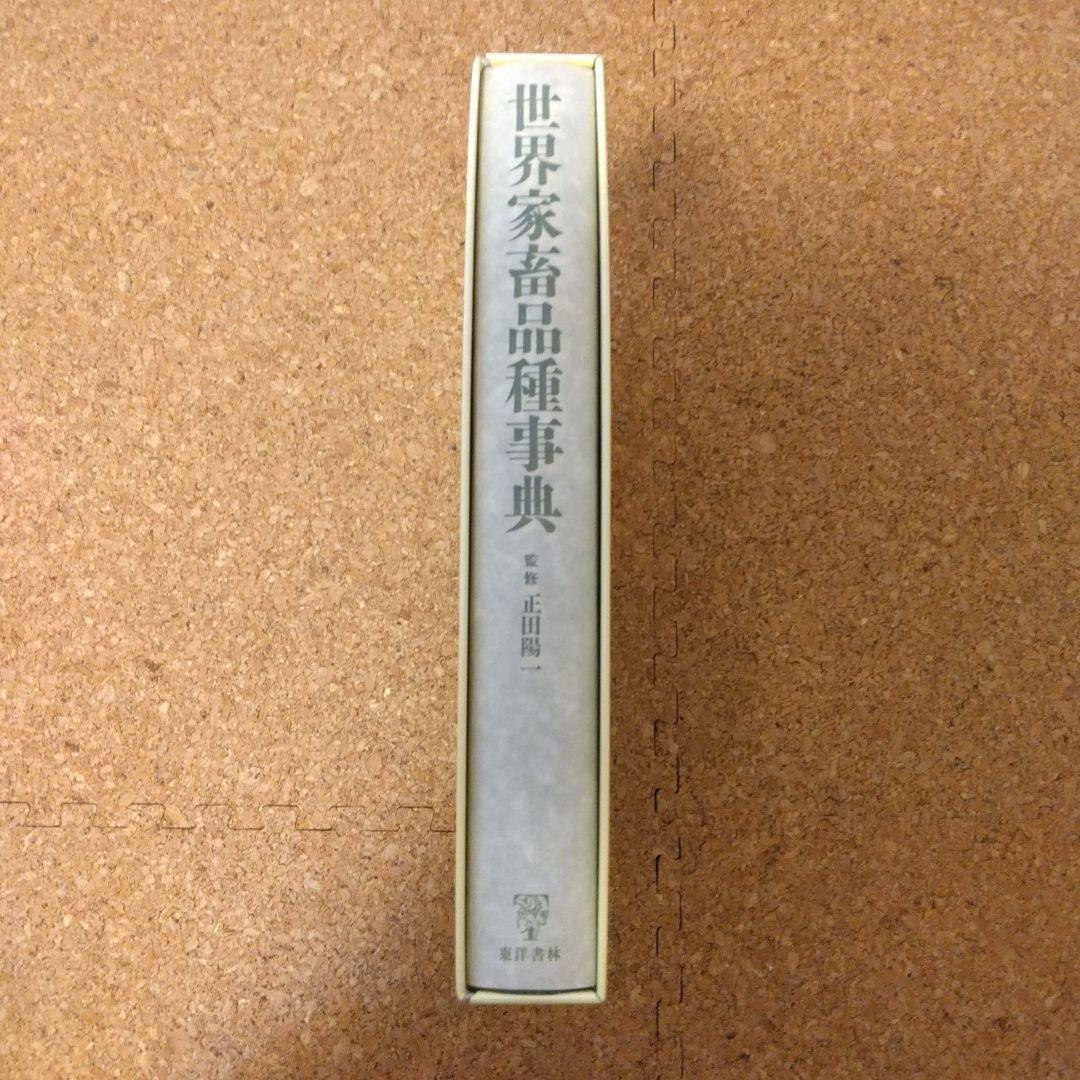 世界家畜品種事典
監修 正田陽一
東洋書林